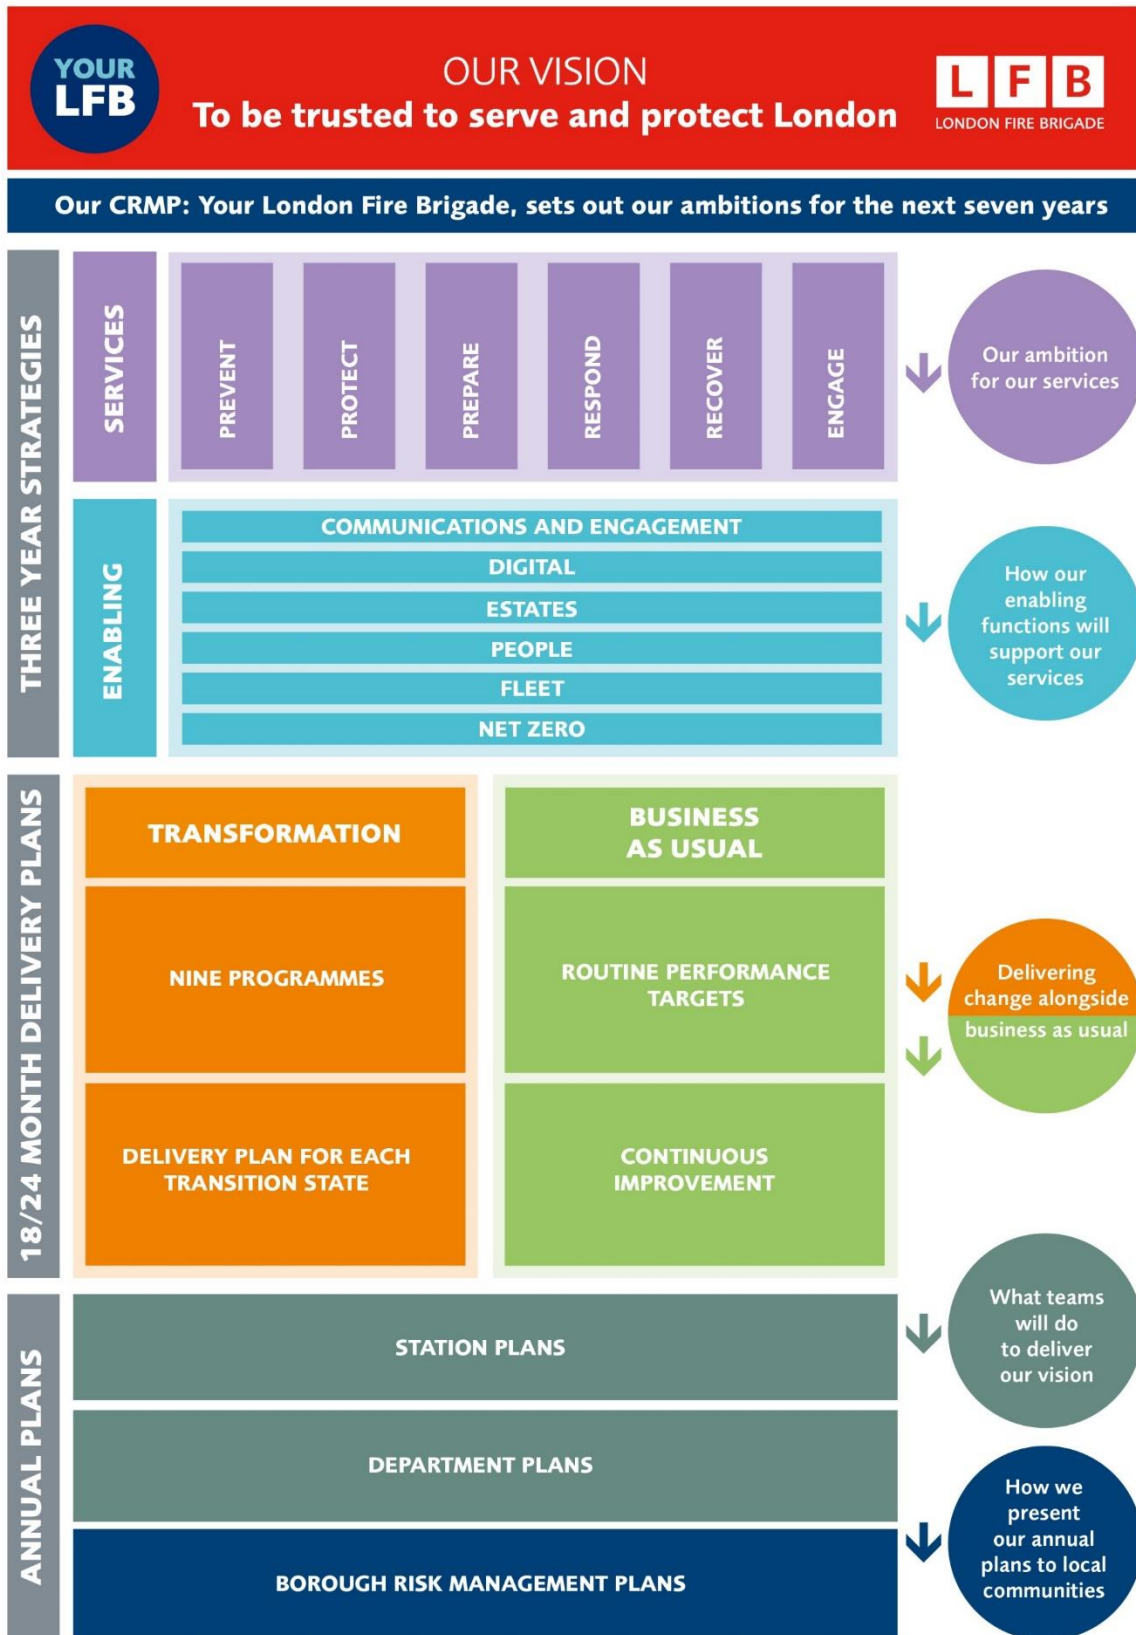 YOUR
LFB
OUR VISION
To be trusted to serve and protect London
L F B
LONDON FIRE BRIGADE
Our CRMP: Your London Fire Brigade, sets out our ambitions for the next seven years
THREE YEAR STRATEGIES
SERVICES
PREVENT
PROTECT
PREPARE
RESPOND
RECOVER
ENGAGE
Our ambition
for our services
ENABLING
COMMUNICATIONS AND ENGAGEMENT
DIGITAL
ESTATES
PEOPLE
FLEET
NET ZERO
How our
enabling
functions will
support our
services
18/24 MONTH DELIVERY PLANS
TRANSFORMATION
NINE PROGRAMMES
DELIVERY PLAN FOR EACH
TRANSITION STATE
BUSINESS
AS USUAL
ROUTINE PERFORMANCE
TARGETS
CONTINUOUS
IMPROVEMENT
Delivering
change alongside
business as usual
ANNUAL PLANS
STATION PLANS
DEPARTMENT PLANS
BOROUGH RISK MANAGEMENT PLANS
What teams
will do
to deliver
our vision
How we
present
our annual
plans to local
communities